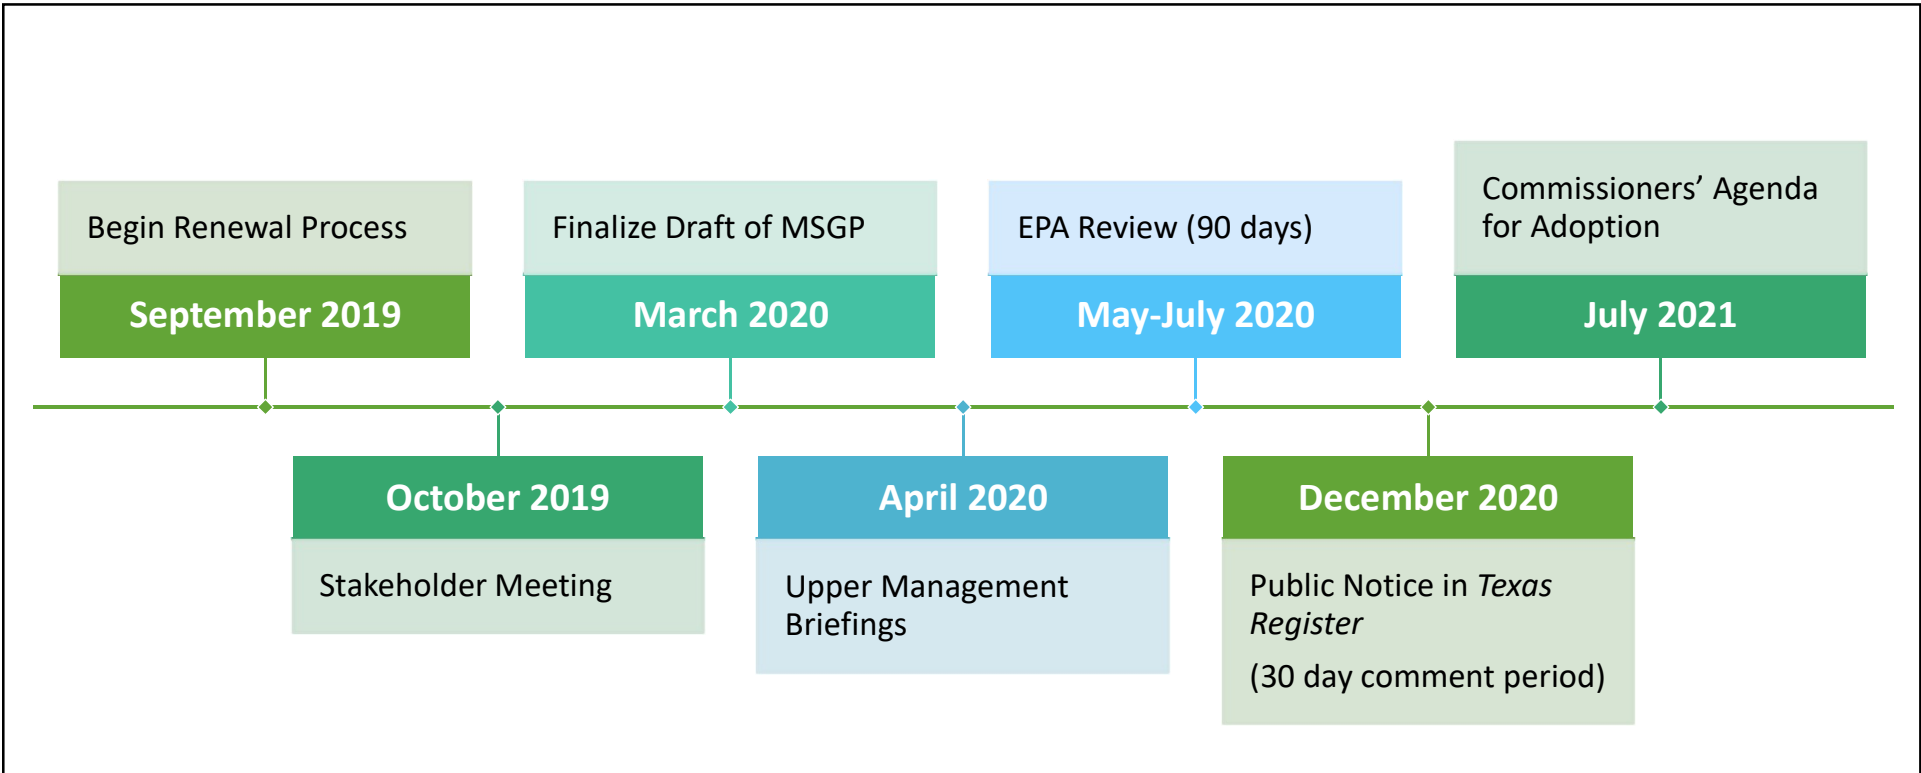 Begin Renewal Process
September 2019
October 2019
Stakeholder Meeting
Finalize Draft of MSGP
March 2020
April 2020
Upper Management
Briefings
EPA Review (90 days)
May-July 2020
December 2020
Public Notice in Texas
Register
(30 day comment period)
Commissioners’ Agenda
for Adoption
July 2021